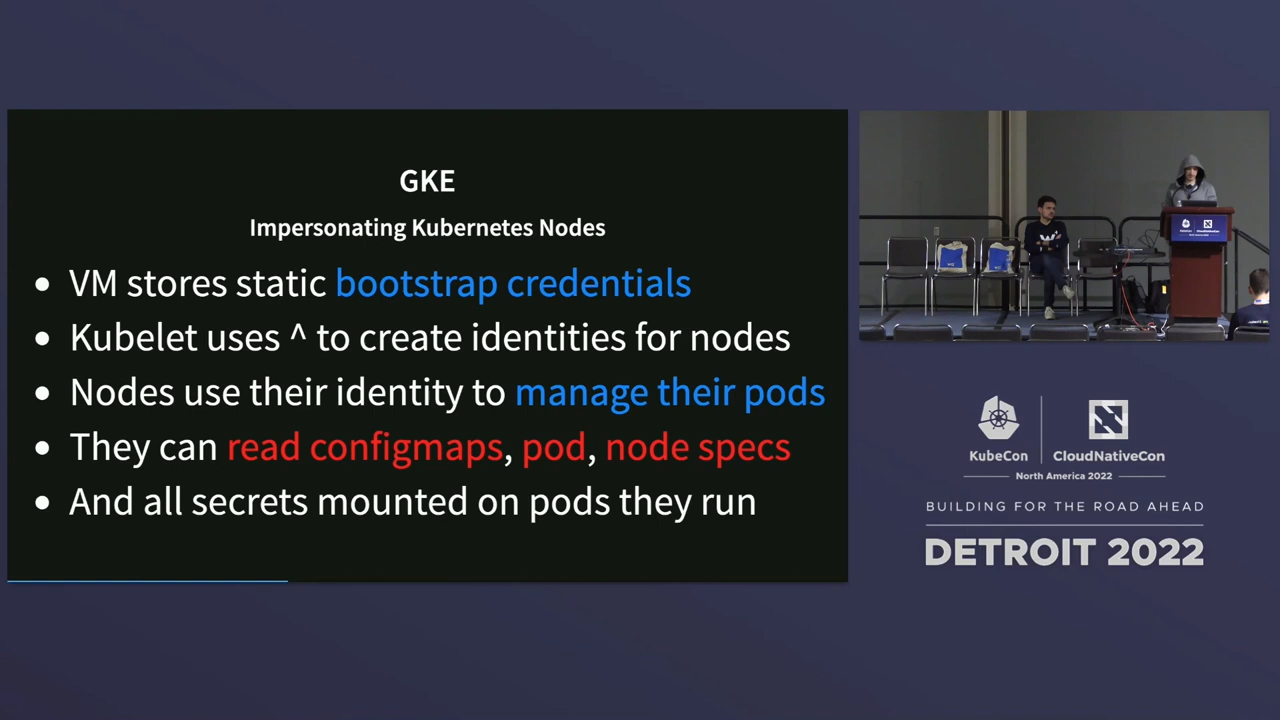 GKE
Impersonating Kubernetes Nodes
VM stores static bootstrap credentials
Kubelet uses ^ to create identities for nodes
Nodes use their identity to manage their pods
They can read configmaps, pod, node specs
And all secrets mounted on pods they run
KubeCon
CloudNativeCon
North America 2022
BUILDING FOR THE ROAD AHEAD
DETROIT 2022